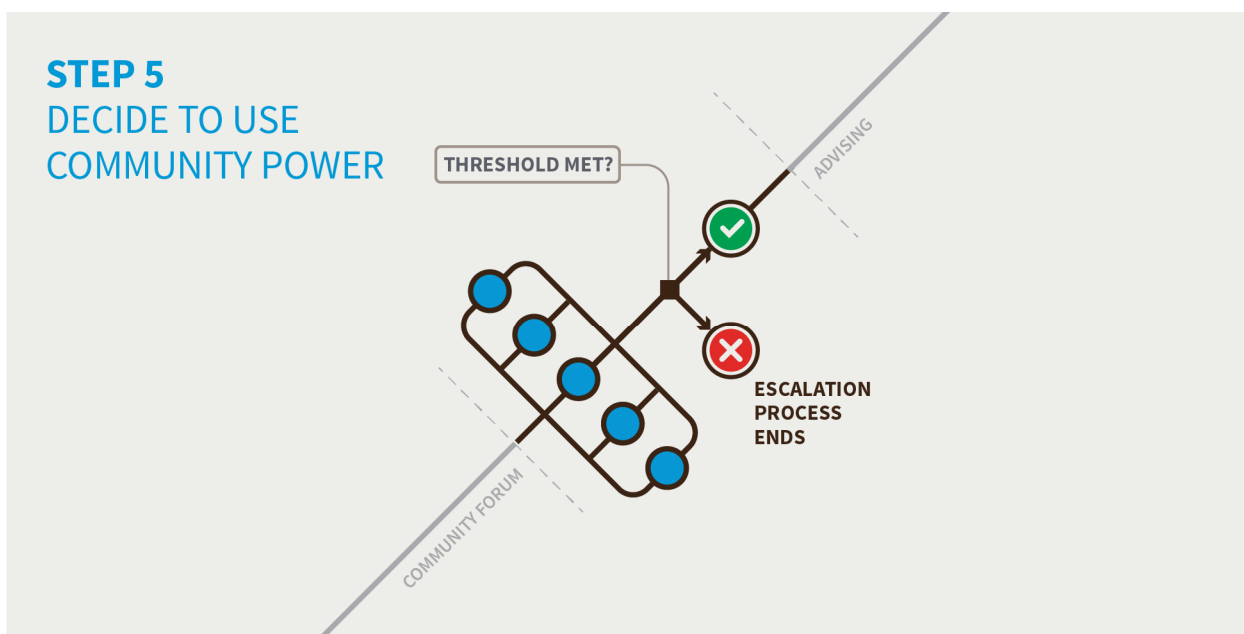 STEP 5
DECIDE TO USE
COMMUNITY POWER
THRESHOLD MET?
ADVISING
ESCALATION
PROCESS
ENDS
COMMUNITY FORUM